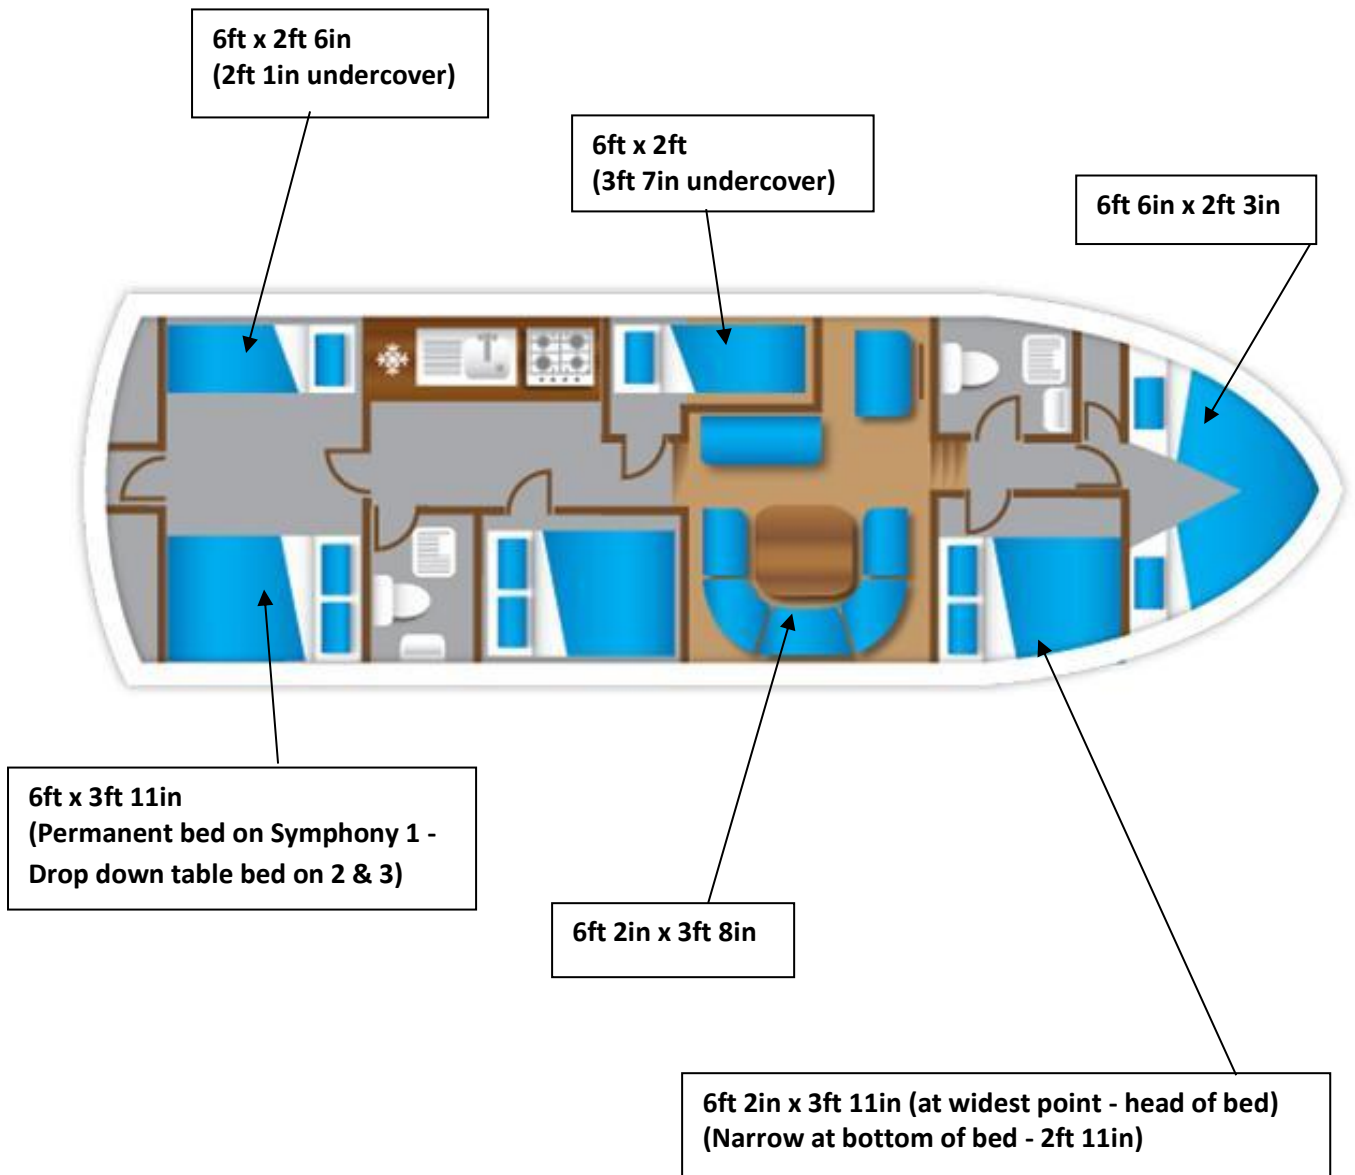 6ft x 2ft 6in
(2ft 1in undercover)
6ft x 2ft
(3ft 7in undercover)
6ft 6in x 2ft 3in
6ft x 3ft 11in
(Permanent bed on Symphony 1 -
Drop down table bed on 2 & 3)
6ft 2in x 3ft 8in
6ft 2in x 3ft 11in (at widest point - head of bed)
(Narrow at bottom of bed - 2ft 11in)